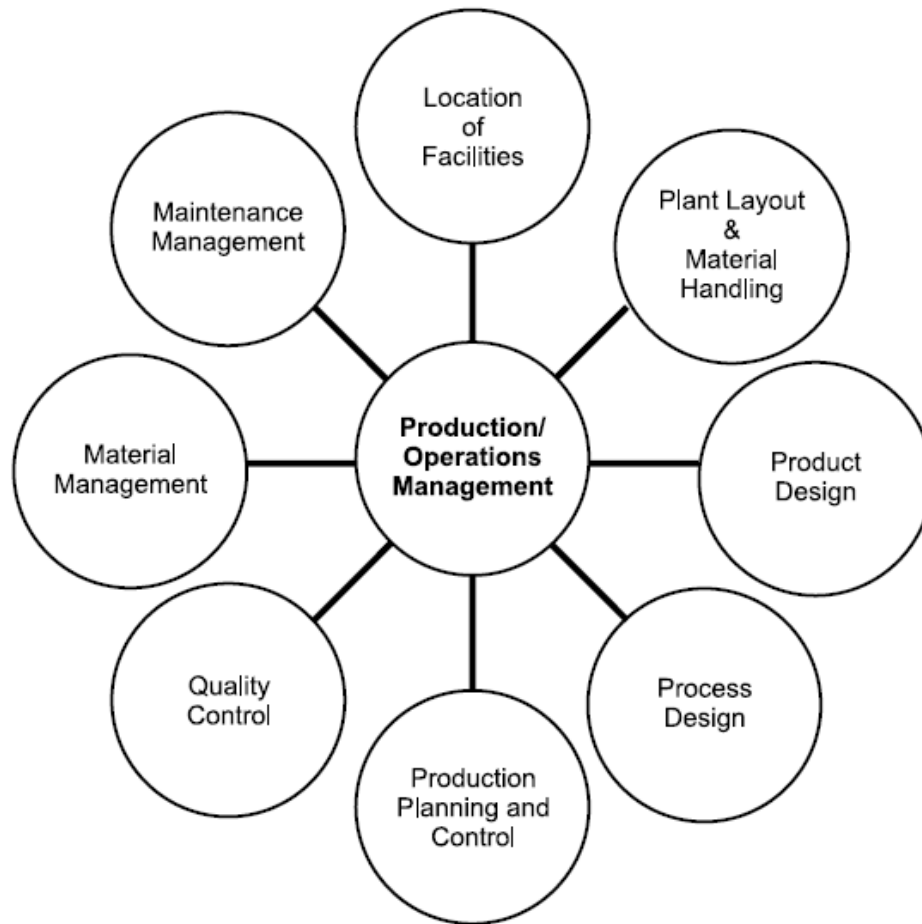 Location
of
Facilities
Plant Layout
&
Material
Handling
Product
Design
Process
Design
Production
Planning and
Control
Quality
Control
Material
Management
Maintenance
Management
Production/
Operations
Management